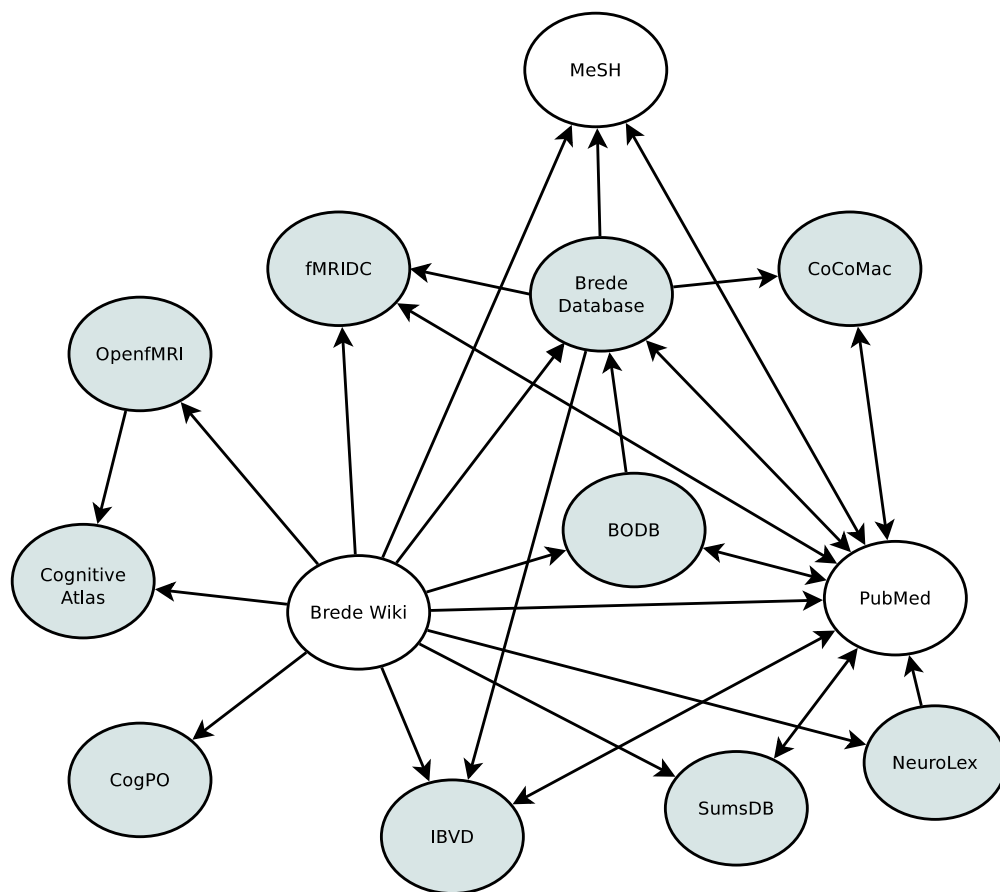 MeSH
fMRIDC
Brede
Database
CoCoMac
OpenfMRI
BODB
Cognitive
Atlas
Brede Wiki
PubMed
CogPO
IBVD
SumsDB
NeuroLex